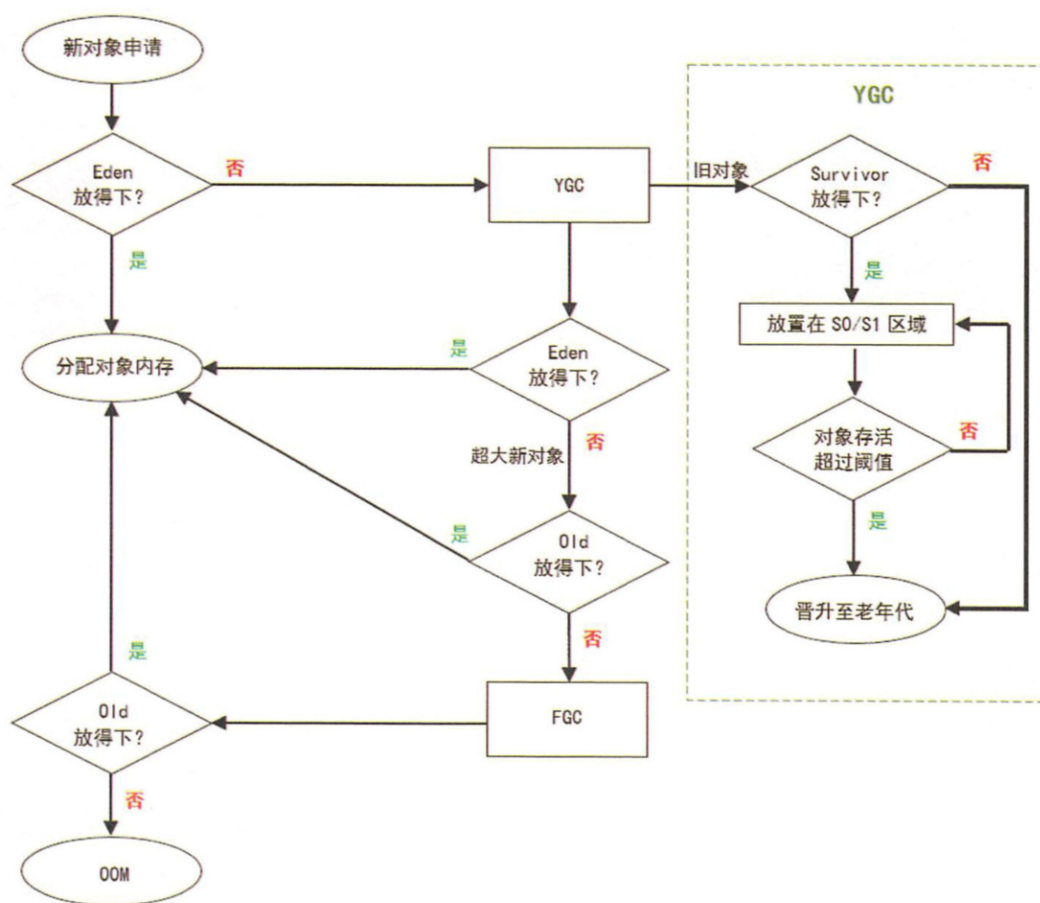 新对象申请
YGC
Eden
放得下？
否
YGC
旧对象
Survivor
放得下？
否
是
是
放置在 S0/S1 区域
分配对象内存
是
Eden
放得下？
对象存活
超过阈值
否
超大新对象
否
是
是
Old
放得下？
晋升至老年代
否
是
Old
放得下？
FGC
否
OOM